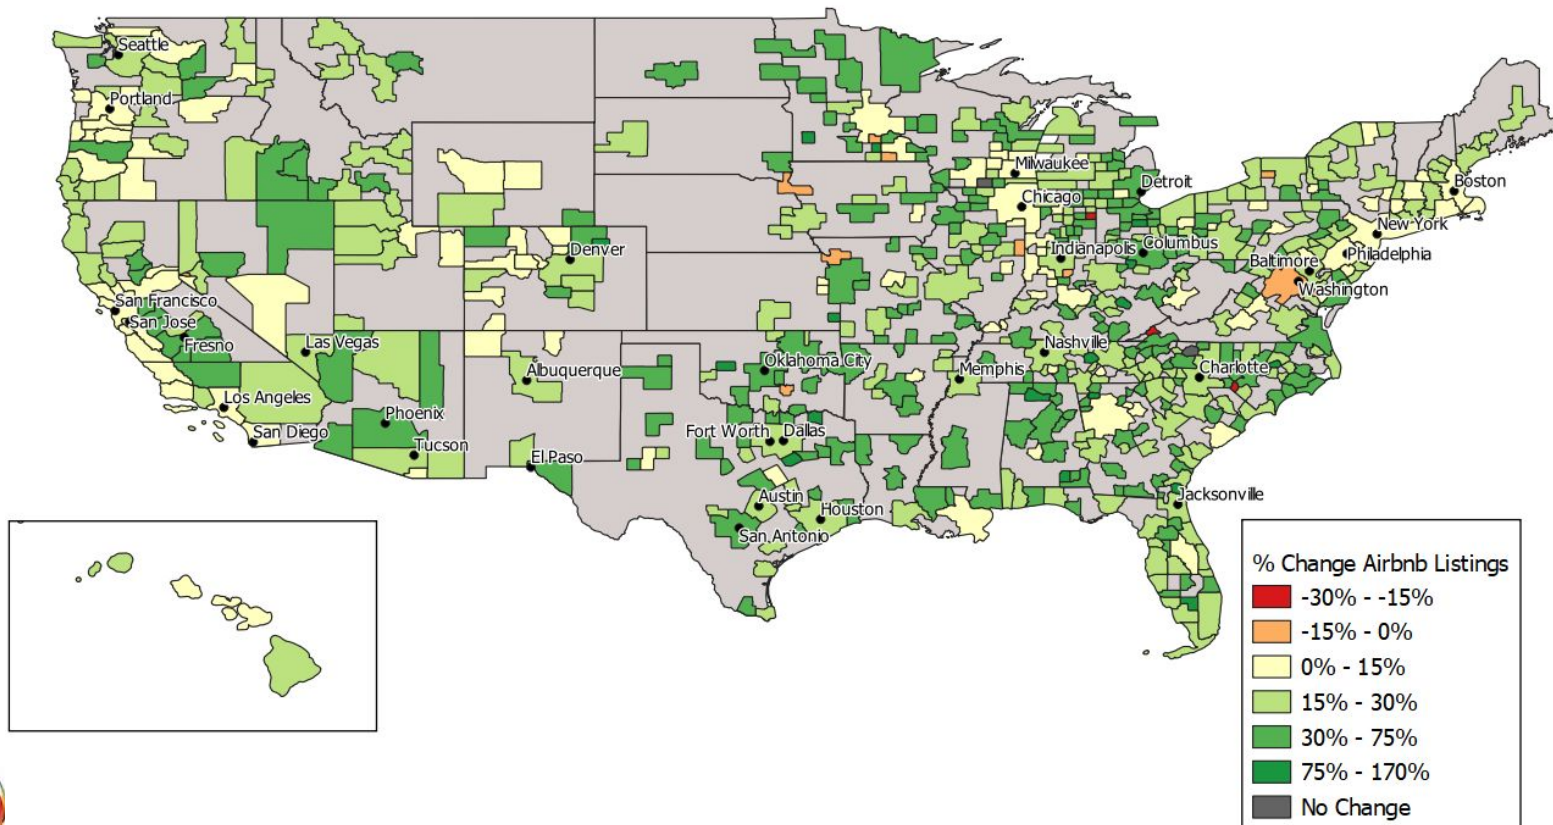 Seattle
Portland
Milwaukee
Detroit
Boston
Chicago
New York
Denver
Indianapolis
Columbus
Philadelphia
Baltimore
Washington
San Francisco
San Jose
Fresno
Las Vegas
Nashville
Albuquerque
Oklahoma City
Memphis
Charlotte
Los Angeles
Phoenix
San Diego
Tucson
Fort Worth
Dallas
El Paso
Austin
Houston
San Antonio
Jacksonville
% Change Airbnb Listings
-30% - -15%
-15% - 0%
0% - 15%
15% - 30%
30% - 75%
75% - 170%
No Change